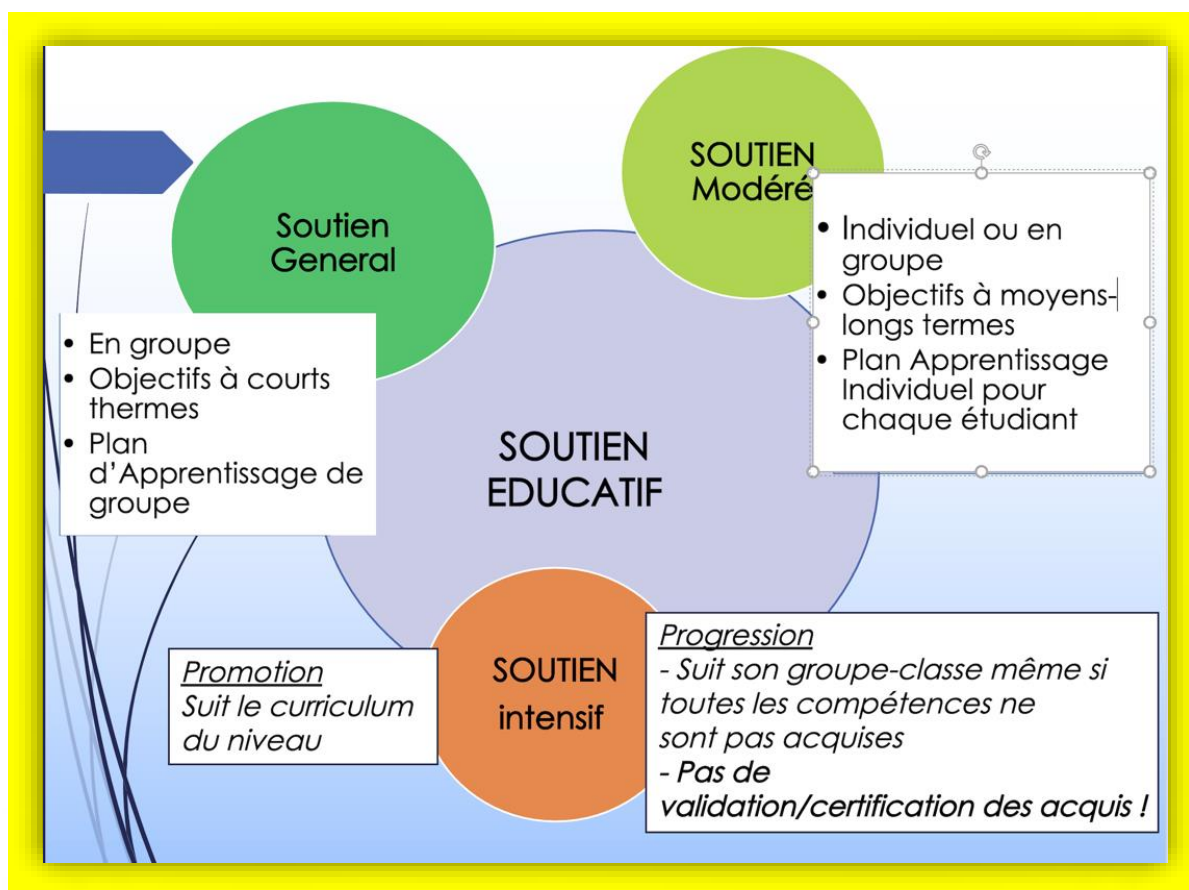 Soutien
General
• En groupe
• Objectifs à courts
thermes
• Plan
d'Apprentissage de
groupe
SOUTIEN
Modéré
• Individuel ou en
groupe
• Objectifs à moyens-
longs termes
• Plan Apprentissage
Individuel pour
chaque étudiant
SOUTIEN
EDUCATIF
SOUTIEN
intensif
Promotion
Suit le curriculum
du niveau
Progression
- Suit son groupe-classe même si
toutes les compétences ne
sont pas acquises
- Pas de
validation/certification des acquis !